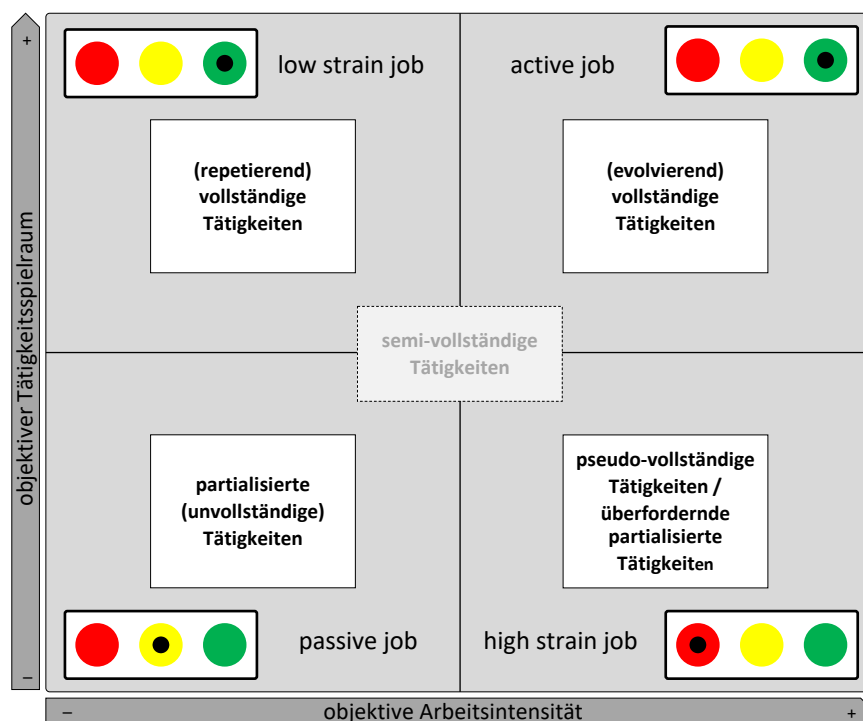 +
low strain job
active job
(repetierend)
vollständige
Tätigkeiten
(evolvierend)
vollständige
Tätigkeiten
objektiver Tätigkeitsspielraum
semi-vollständige
Tätigkeiten
partialisierte
(unvollständige)
Tätigkeiten
pseudo-vollständige
Tätigkeiten /
überfordernde
partialisierte
Tätigkeiten
passive job
high strain job
–
–
objektive Arbeitsintensität
+